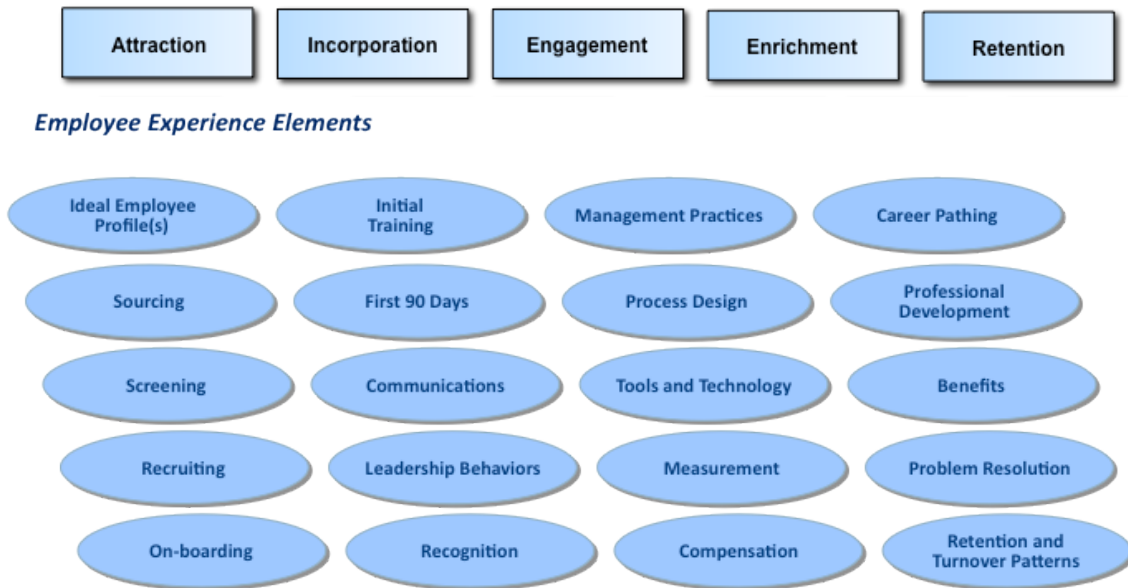 Attraction Incorporation Engagement Enrichment Retention
Employee Experience Elements
Ideal Employee
Profile(s)
Initial
Training
Management Practices
Career Pathing
Sourcing
First 90 Days
Process Design
Professional
Development
Screening
Communications
Tools and Technology
Benefits
Recruiting
Leadership Behaviors
Measurement
Problem Resolution
On-boarding
Recognition
Compensation
Retention and
Turnover Patterns